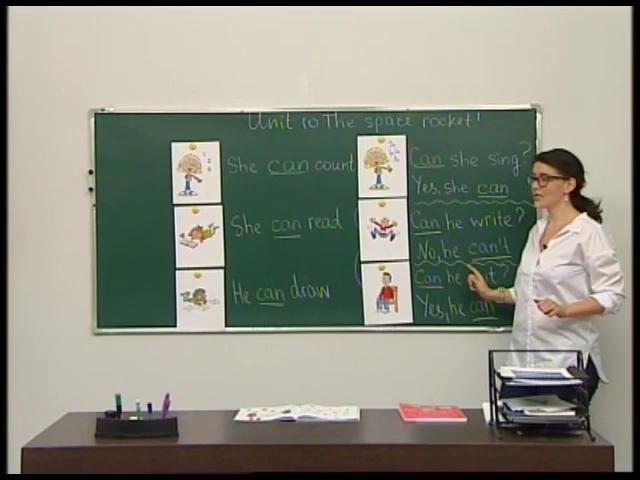 Unit 10 The space rocket!
She can count
She can read
He can draw
Can she sing?
Yes, she can
Can he write?
No, he can't
Can he
Yes, he can